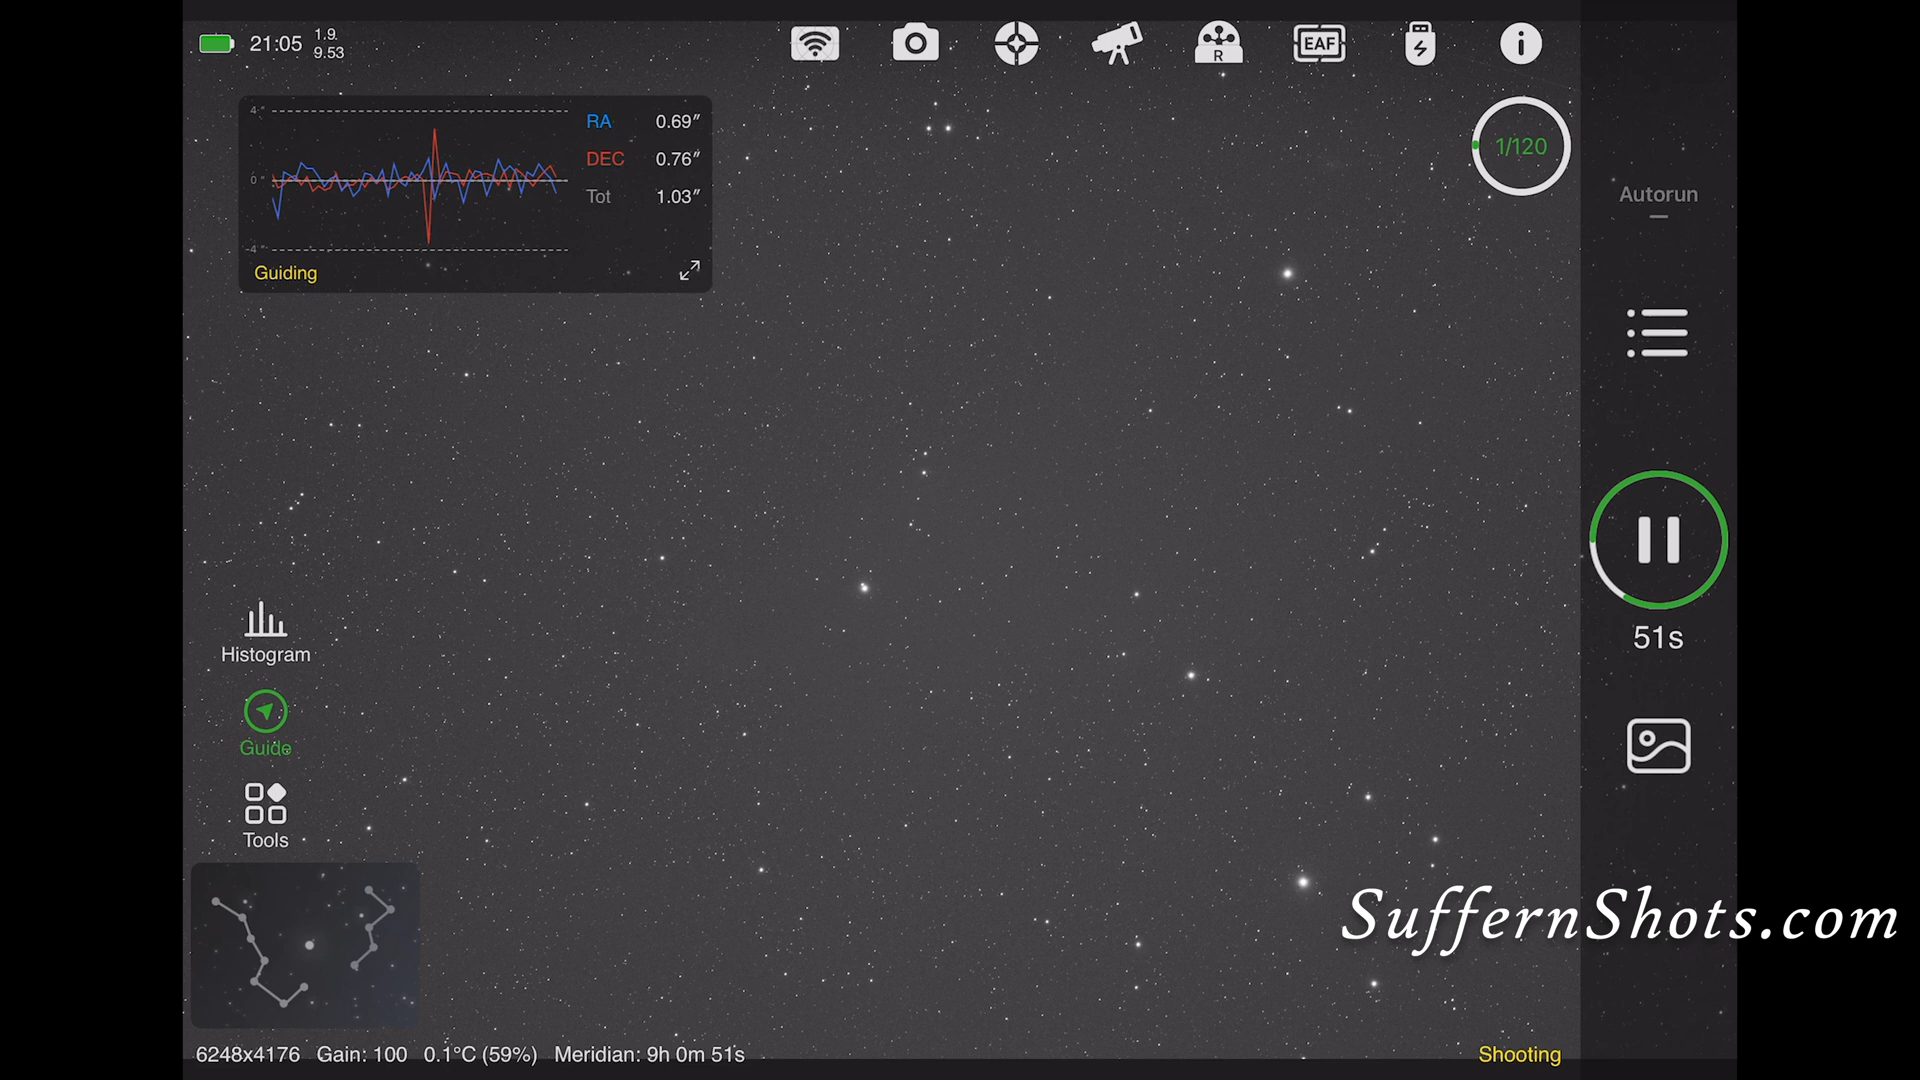 21:05
1.9.
9.53
EAF
R
4"
0"
-4"
RA 0.69"
DEC 0.76"
Tot 1.03"
Guiding
1/120
Autorun
51s
Histogram
Guide
Tools
SuffernShots.com
6248x4176 Gain: 100 0.1°C (59%) Meridian: 9h 0m 51s
Shooting